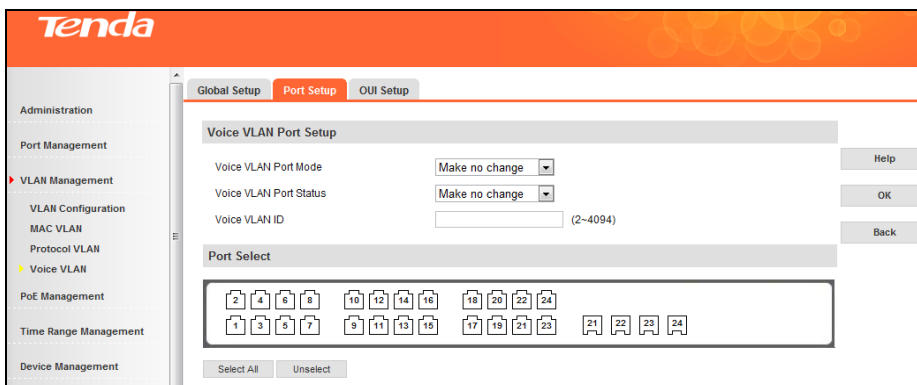 Tenda
Global Setup Port Setup OUI Setup
Administration
Port Management
VLAN Management
VLAN Configuration
MAC VLAN
Protocol VLAN
Voice VLAN
PoE Management
Time Range Management
Device Management
Voice VLAN Port Setup
Voice VLAN Port Mode Make no change
Voice VLAN Port Status Make no change
Voice VLAN ID (2~4094)
Port Select
2 4 6 8 10 12 14 16 18 20 22 24
1 3 5 7 9 11 13 15 17 19 21 23 21 22 23 24
Select All Unselect
Help
OK
Back